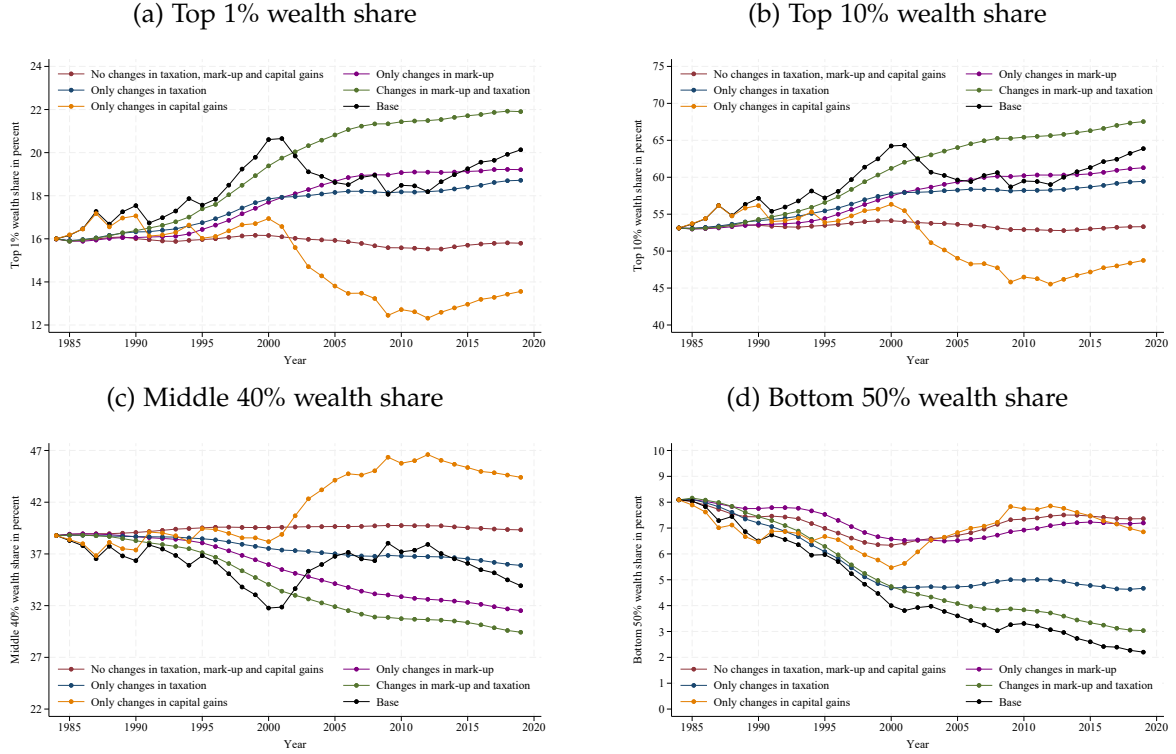 (a) Top 1% wealth share
24
22
20
18
16
14
12
Top 1% wealth share in percent
No changes in taxation, mark-up and capital gains
Only changes in taxation
Only changes in capital gains
Only changes in mark-up
Changes in mark-up and taxation
Base
1985 1990 1995 2000 2005 2010 2015 2020
Year
(b) Top 10% wealth share
75
70
65
60
55
50
45
40
Top 10% wealth share in percent
No changes in taxation, mark-up and capital gains
Only changes in taxation
Only changes in capital gains
Only changes in mark-up
Changes in mark-up and taxation
Base
1985 1990 1995 2000 2005 2010 2015 2020
Year
(c) Middle 40% wealth share
47
42
37
32
27
22
Middle 40% wealth share in percent
No changes in taxation, mark-up and capital gains
Only changes in taxation
Only changes in capital gains
Only changes in mark-up
Changes in mark-up and taxation
Base
1985 1990 1995 2000 2005 2010 2015 2020
Year
(d) Bottom 50% wealth share
10
9
8
7
6
5
4
3
2
1
0
Bottom 50% wealth share in percent
No changes in taxation, mark-up and capital gains
Only changes in taxation
Only changes in capital gains
Only changes in mark-up
Changes in mark-up and taxation
Base
1985 1990 1995 2000 2005 2010 2015 2020
Year